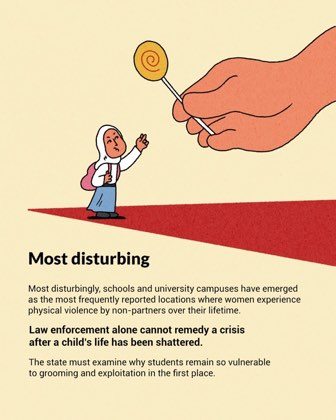 Most disturbing
Most disturbingly, schools and university campuses have emerged
as the most frequently reported locations where women experience
physical violence by non-partners over their lifetime.
Law enforcement alone cannot remedy a crisis
after a child's life has been shattered.
The state must examine why students remain so vulnerable
to grooming and exploitation in the first place.